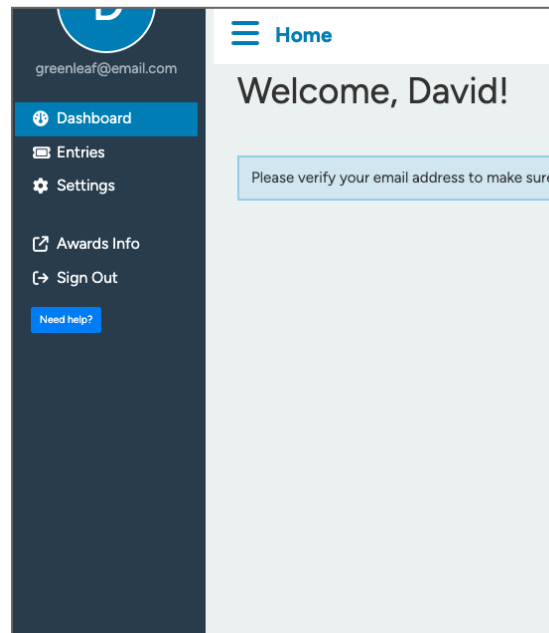 D
greenleaf@email.com
Dashboard
Entries
Settings
Awards Info
Sign Out
Need help?
Home
Welcome, David!
Please verify your email address to make sure